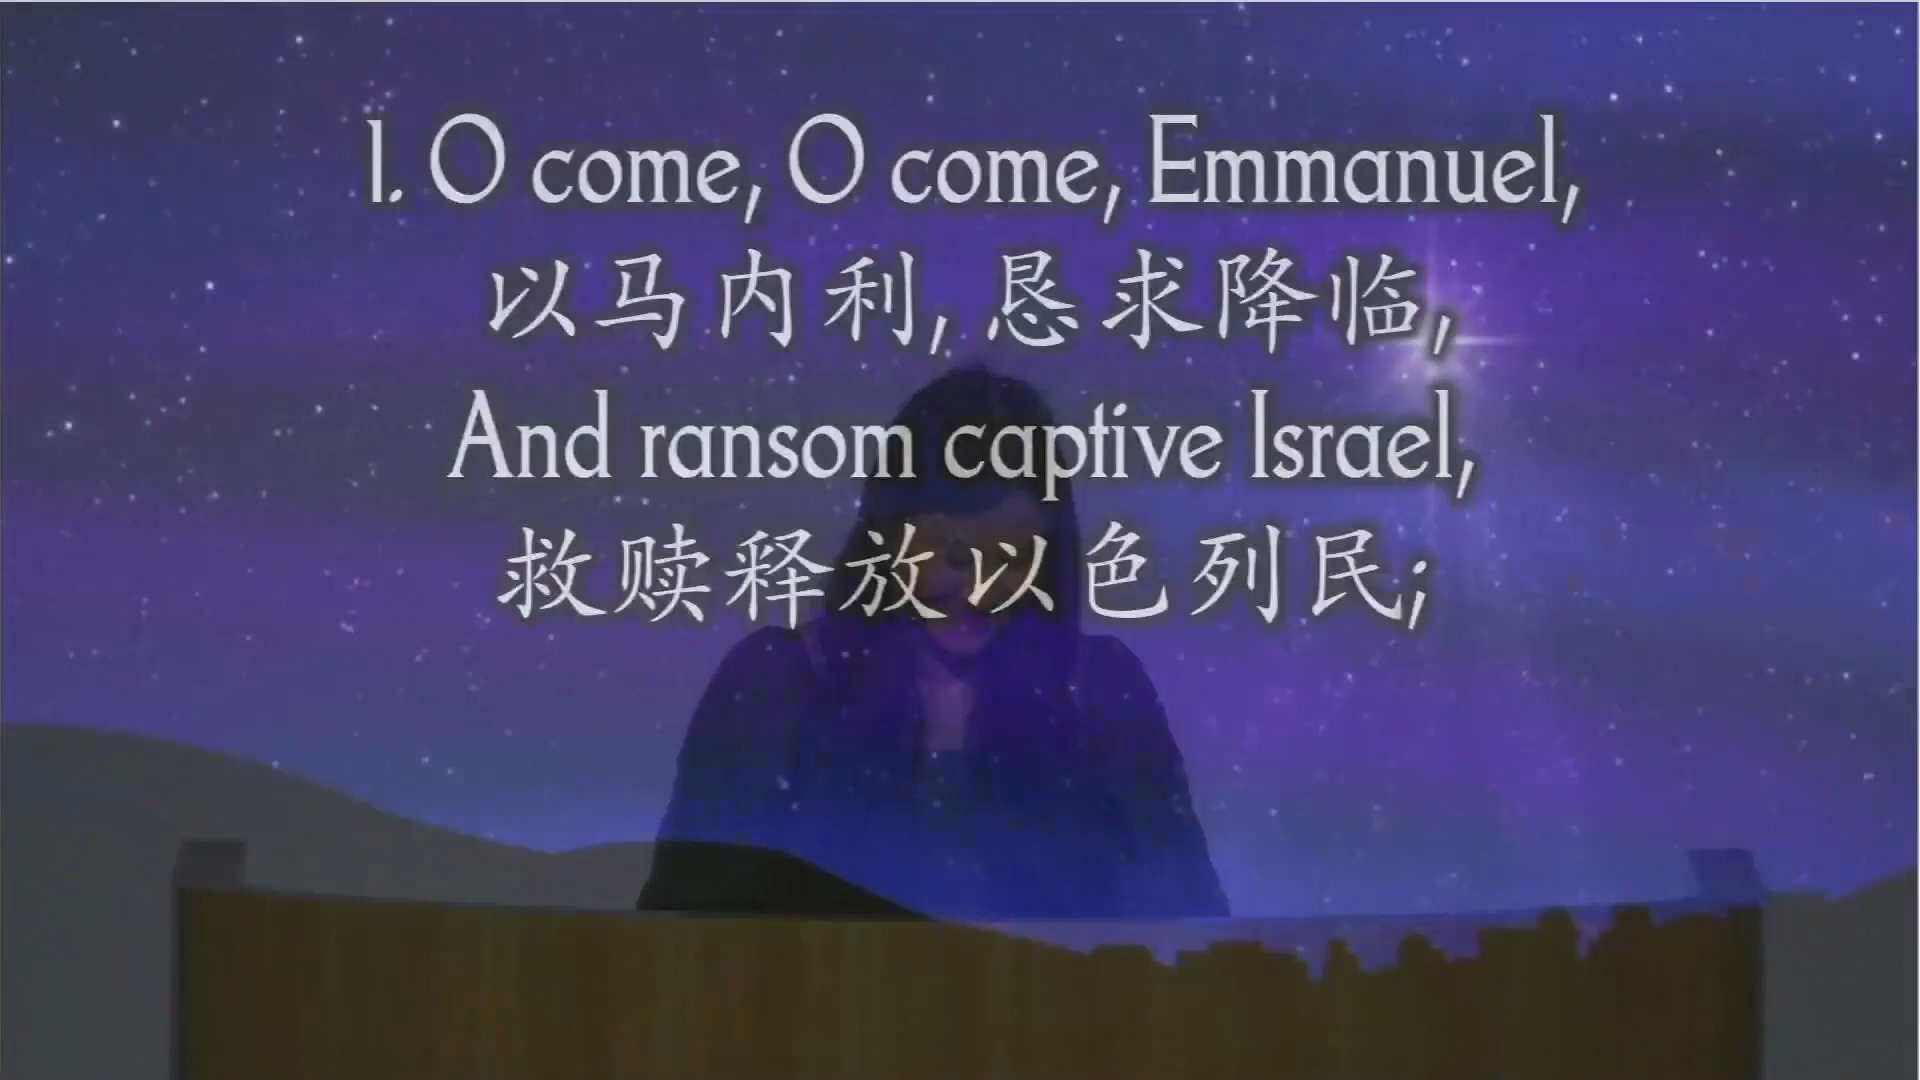 1. O come, O come, Emmanuel,
以马内利, 恳求降临,
And ransom captive Israel,
救赎释放以色列民;